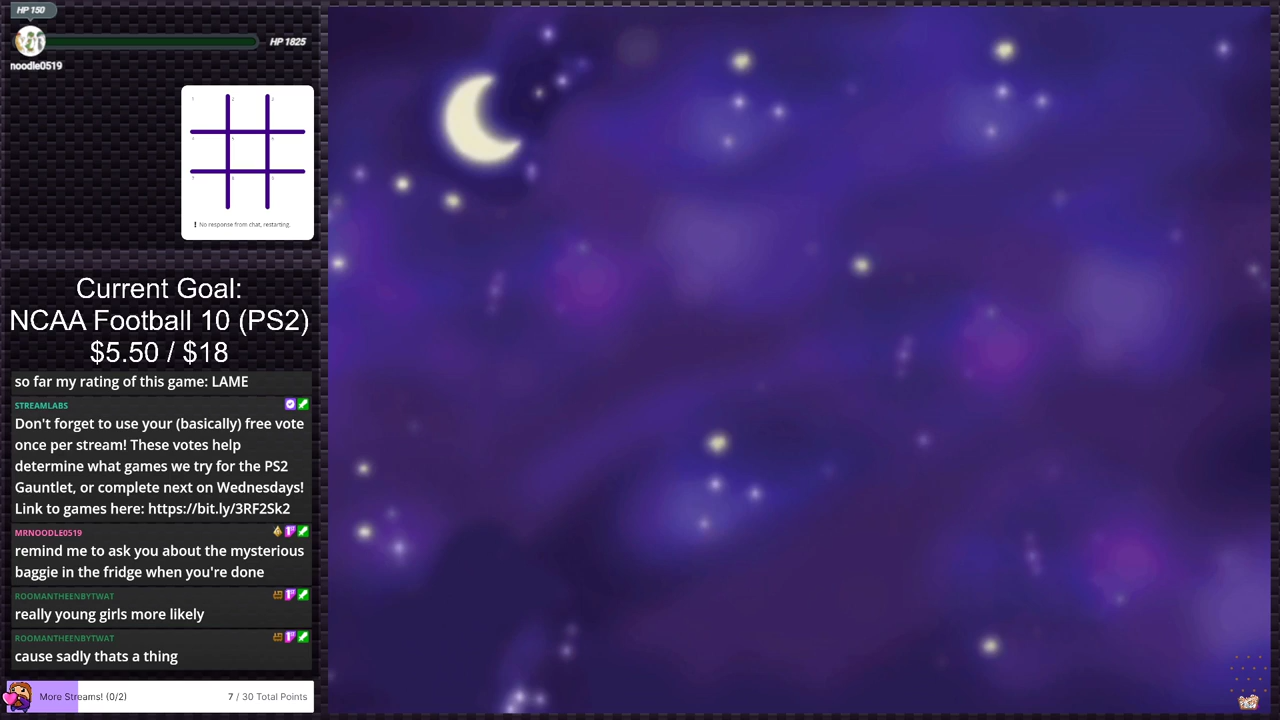 HP 150
HP 1825
noodle0519
! No response from chat, restarting.
Current Goal:
NCAA Football 10 (PS2)
$5.50 / $18
so far my rating of this game: LAME
STREAMLABS
Don't forget to use your (basically) free vote
once per stream! These votes help
determine what games we try for the PS2
Gauntlet, or complete next on Wednesdays!
Link to games here: https://bit.ly/3RF2Sk2
MRNOODLE0519
remind me to ask you about the mysterious
baggie in the fridge when you're done
ROOMANTHEENBYTWAT
really young girls more likely
ROOMANTHEENBYTWAT
cause sadly thats a thing
More Streams! (0/2) 7 / 30 Total Points